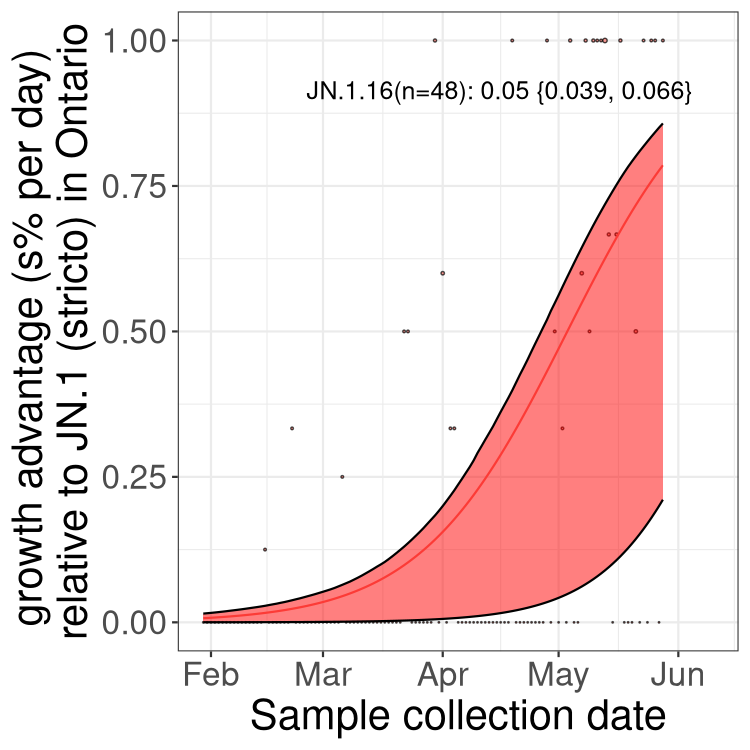 growth advantage (s% per day)
relative to JN.1 (stricto) in Ontario
1.00
0.75
0.50
0.25
0.00
JN.1.16(n=48): 0.05 {0.039, 0.066}
Feb Mar Apr May Jun
Sample collection date